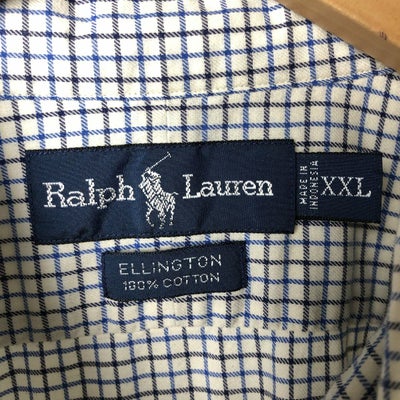 Ralph Lauren
MADE IN
INDONESIA
XXL
ELLINGTON
100% COTTON